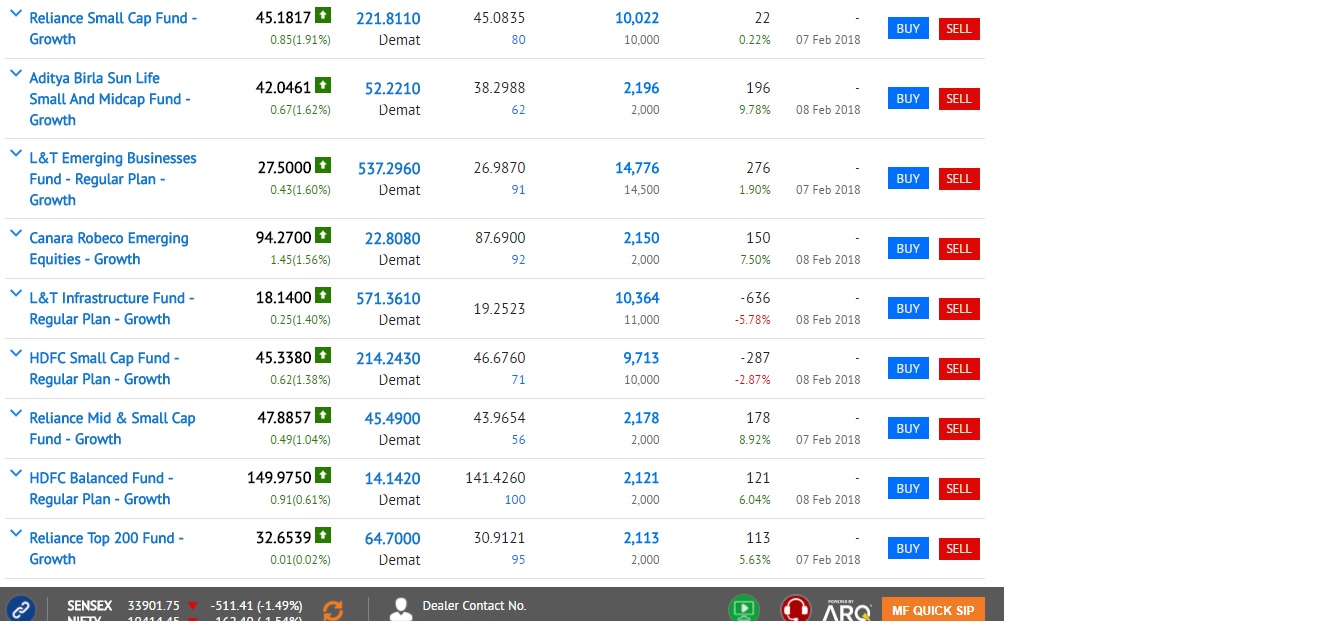 Reliance Small Cap Fund - 45.1817 221.8110 45.0835 10,022 22 - BUY SELL
Growth 0.85(1.91%) Demat 80 10,000 0.22% 07 Feb 2018
Aditya Birla Sun Life
Small And Midcap Fund - 42.0461 52.2210 38.2988 2,196 196 - BUY SELL
Growth 0.67(1.62%) Demat 62 2,000 9.78% 08 Feb 2018
L&T Emerging Businesses 27.5000 537.2960 26.9870 14,776 276 - BUY SELL
Fund - Regular Plan - 0.43(1.60%) Demat 91 14,500 1.90% 07 Feb 2018
Growth
Canara Robeco Emerging 94.2700 22.8080 87.6900 2,150 150 - BUY SELL
Equities - Growth 1.45(1.56%) Demat 92 2,000 7.50% 08 Feb 2018
L&T Infrastructure Fund - 18.1400 571.3610 19.2523 10,364 -636 - BUY SELL
Regular Plan - Growth 0.25(1.40%) Demat 11,000 -5.78% 08 Feb 2018
HDFC Small Cap Fund - 45.3380 214.2430 46.6760 9,713 -287 - BUY SELL
Regular Plan - Growth 0.62(1.38%) Demat 71 10,000 -2.87% 08 Feb 2018
Reliance Mid & Small Cap 47.8857 45.4900 43.9654 2,178 178 - BUY SELL
Fund - Growth 0.49(1.04%) Demat 56 2,000 8.92% 07 Feb 2018
HDFC Balanced Fund - 149.9750 14.1420 141.4260 2,121 121 - BUY SELL
Regular Plan - Growth 0.91(0.61%) Demat 100 2,000 6.04% 08 Feb 2018
Reliance Top 200 Fund - 32.6539 64.7000 30.9121 2,113 113 - BUY SELL
Growth 0.01(0.02%) Demat 95 2,000 5.63% 07 Feb 2018
SENSEX 33901.75 -511.41 (-1.49%) Dealer Contact No. POWERED BY ARQ MF QUICK SIP
NIFTY